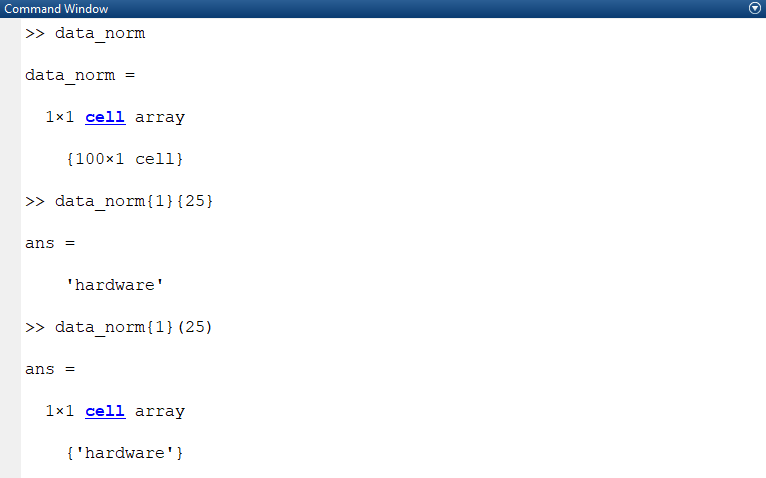 Command Window
>> data_norm
data_norm =
1×1 cell array
{100×1 cell}
>> data_norm{1}{25}
ans =
'hardware'
>> data_norm{1}(25)
ans =
1×1 cell array
{'hardware'}